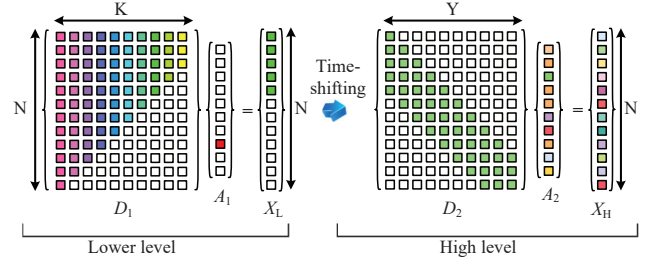 K
N
D1
A1
=
XL
N
Lower level
Time-
shifting
Y
D2
A2
=
XH
N
High level